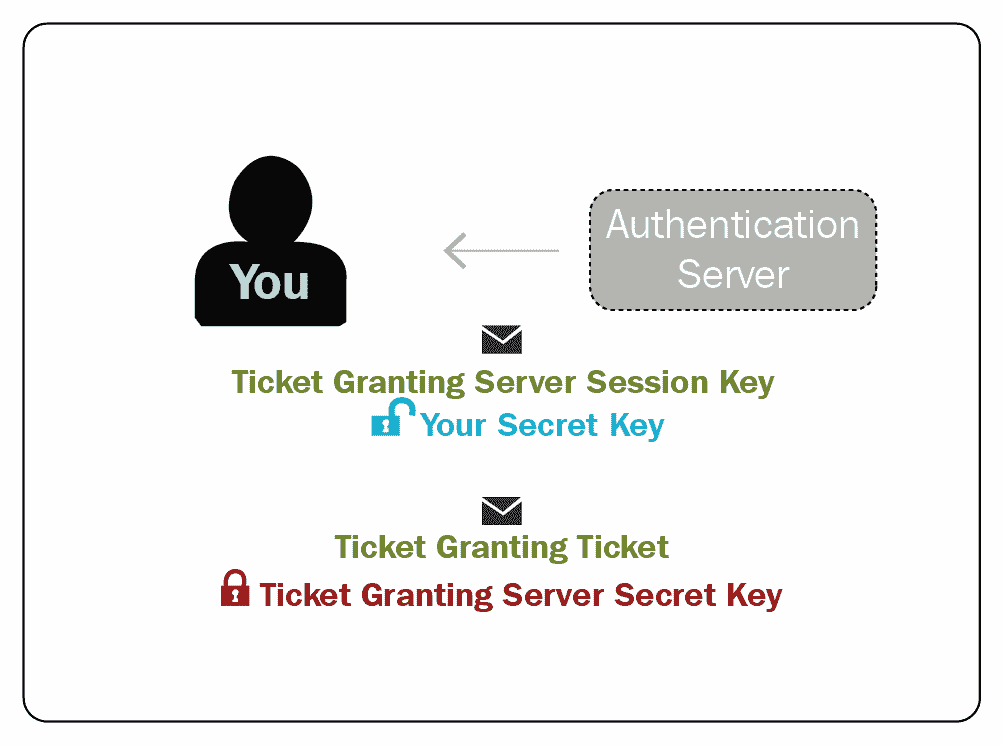 You
Authentication
Server
Ticket Granting Server Session Key
Your Secret Key
Ticket Granting Ticket
Ticket Granting Server Secret Key